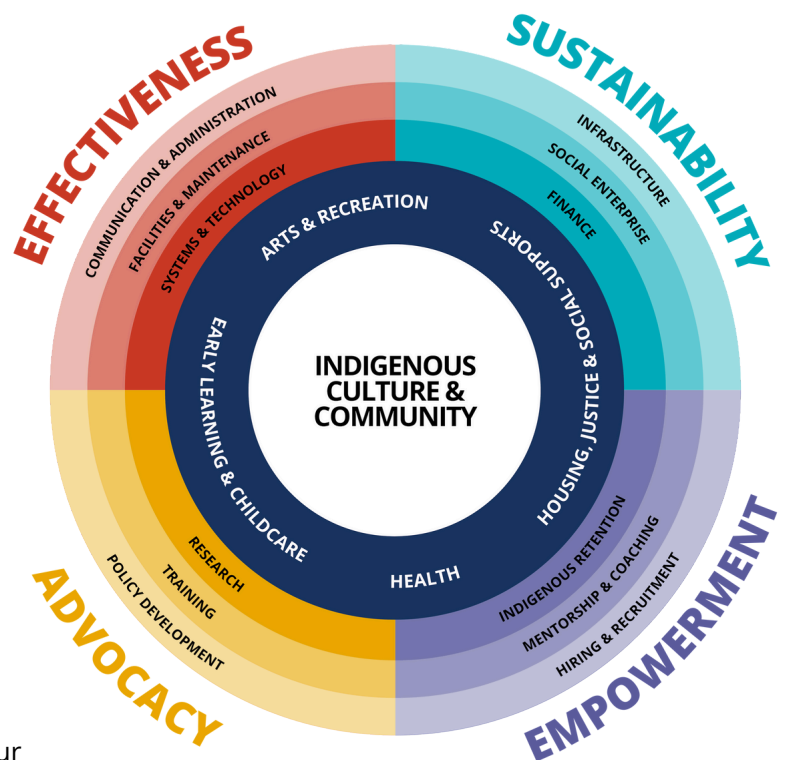 EFFECTIVENESS
COMMUNICATION & ADMINISTRATION
FACILITIES & MAINTENANCE
SYSTEMS & TECHNOLOGY
SUSTAINABILITY
INFRASTRUCTURE
SOCIAL ENTERPRISE
FINANCE
ARTS & RECREATION
HOUSING, JUSTICE & SOCIAL SUPPORTS
EARLY LEARNING & CHILDCARE
HEALTH
INDIGENOUS
CULTURE &
COMMUNITY
RESEARCH
TRAINING
POLICY DEVELOPMENT
ADVOCACY
INDIGENOUS RETENTION
MENTORSHIP & COACHING
HIRING & RECRUITMENT
EMPOWERMENT
ur